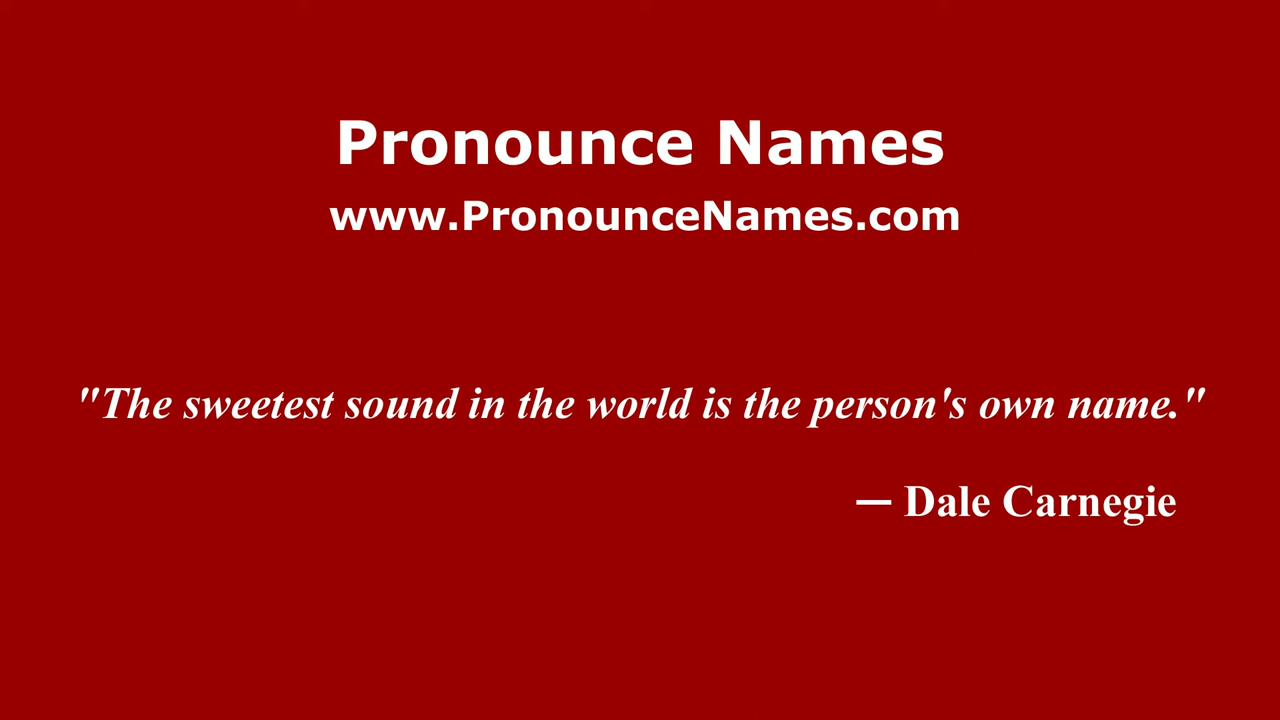 Pronounce Names
www.PronounceNames.com
"The sweetest sound in the world is the person's own name."
— Dale Carnegie